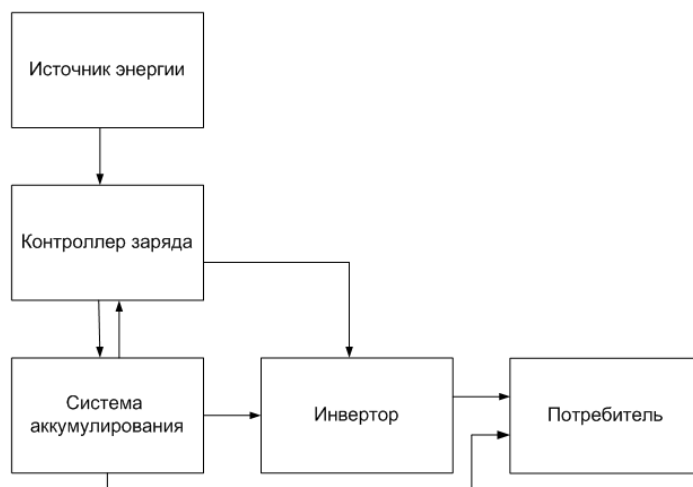 Источник энергии
Контроллер заряда
Система
аккумулирования
Инвертор
Потребитель